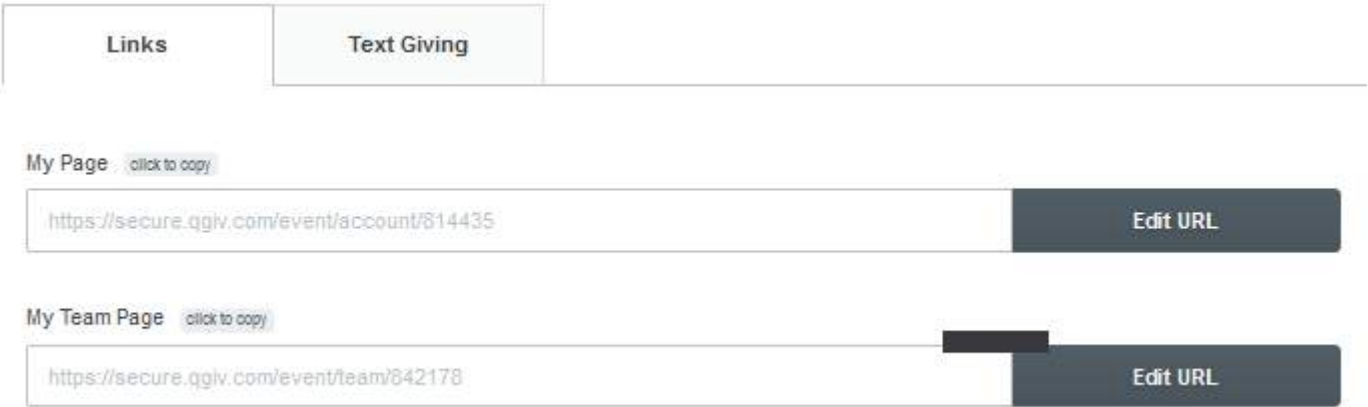 Links Text Giving
My Page click to copy
https://secure.qgiv.com/event/account/814435 Edit URL
My Team Page click to copy
https://secure.qgiv.com/event/team/842178 Edit URL